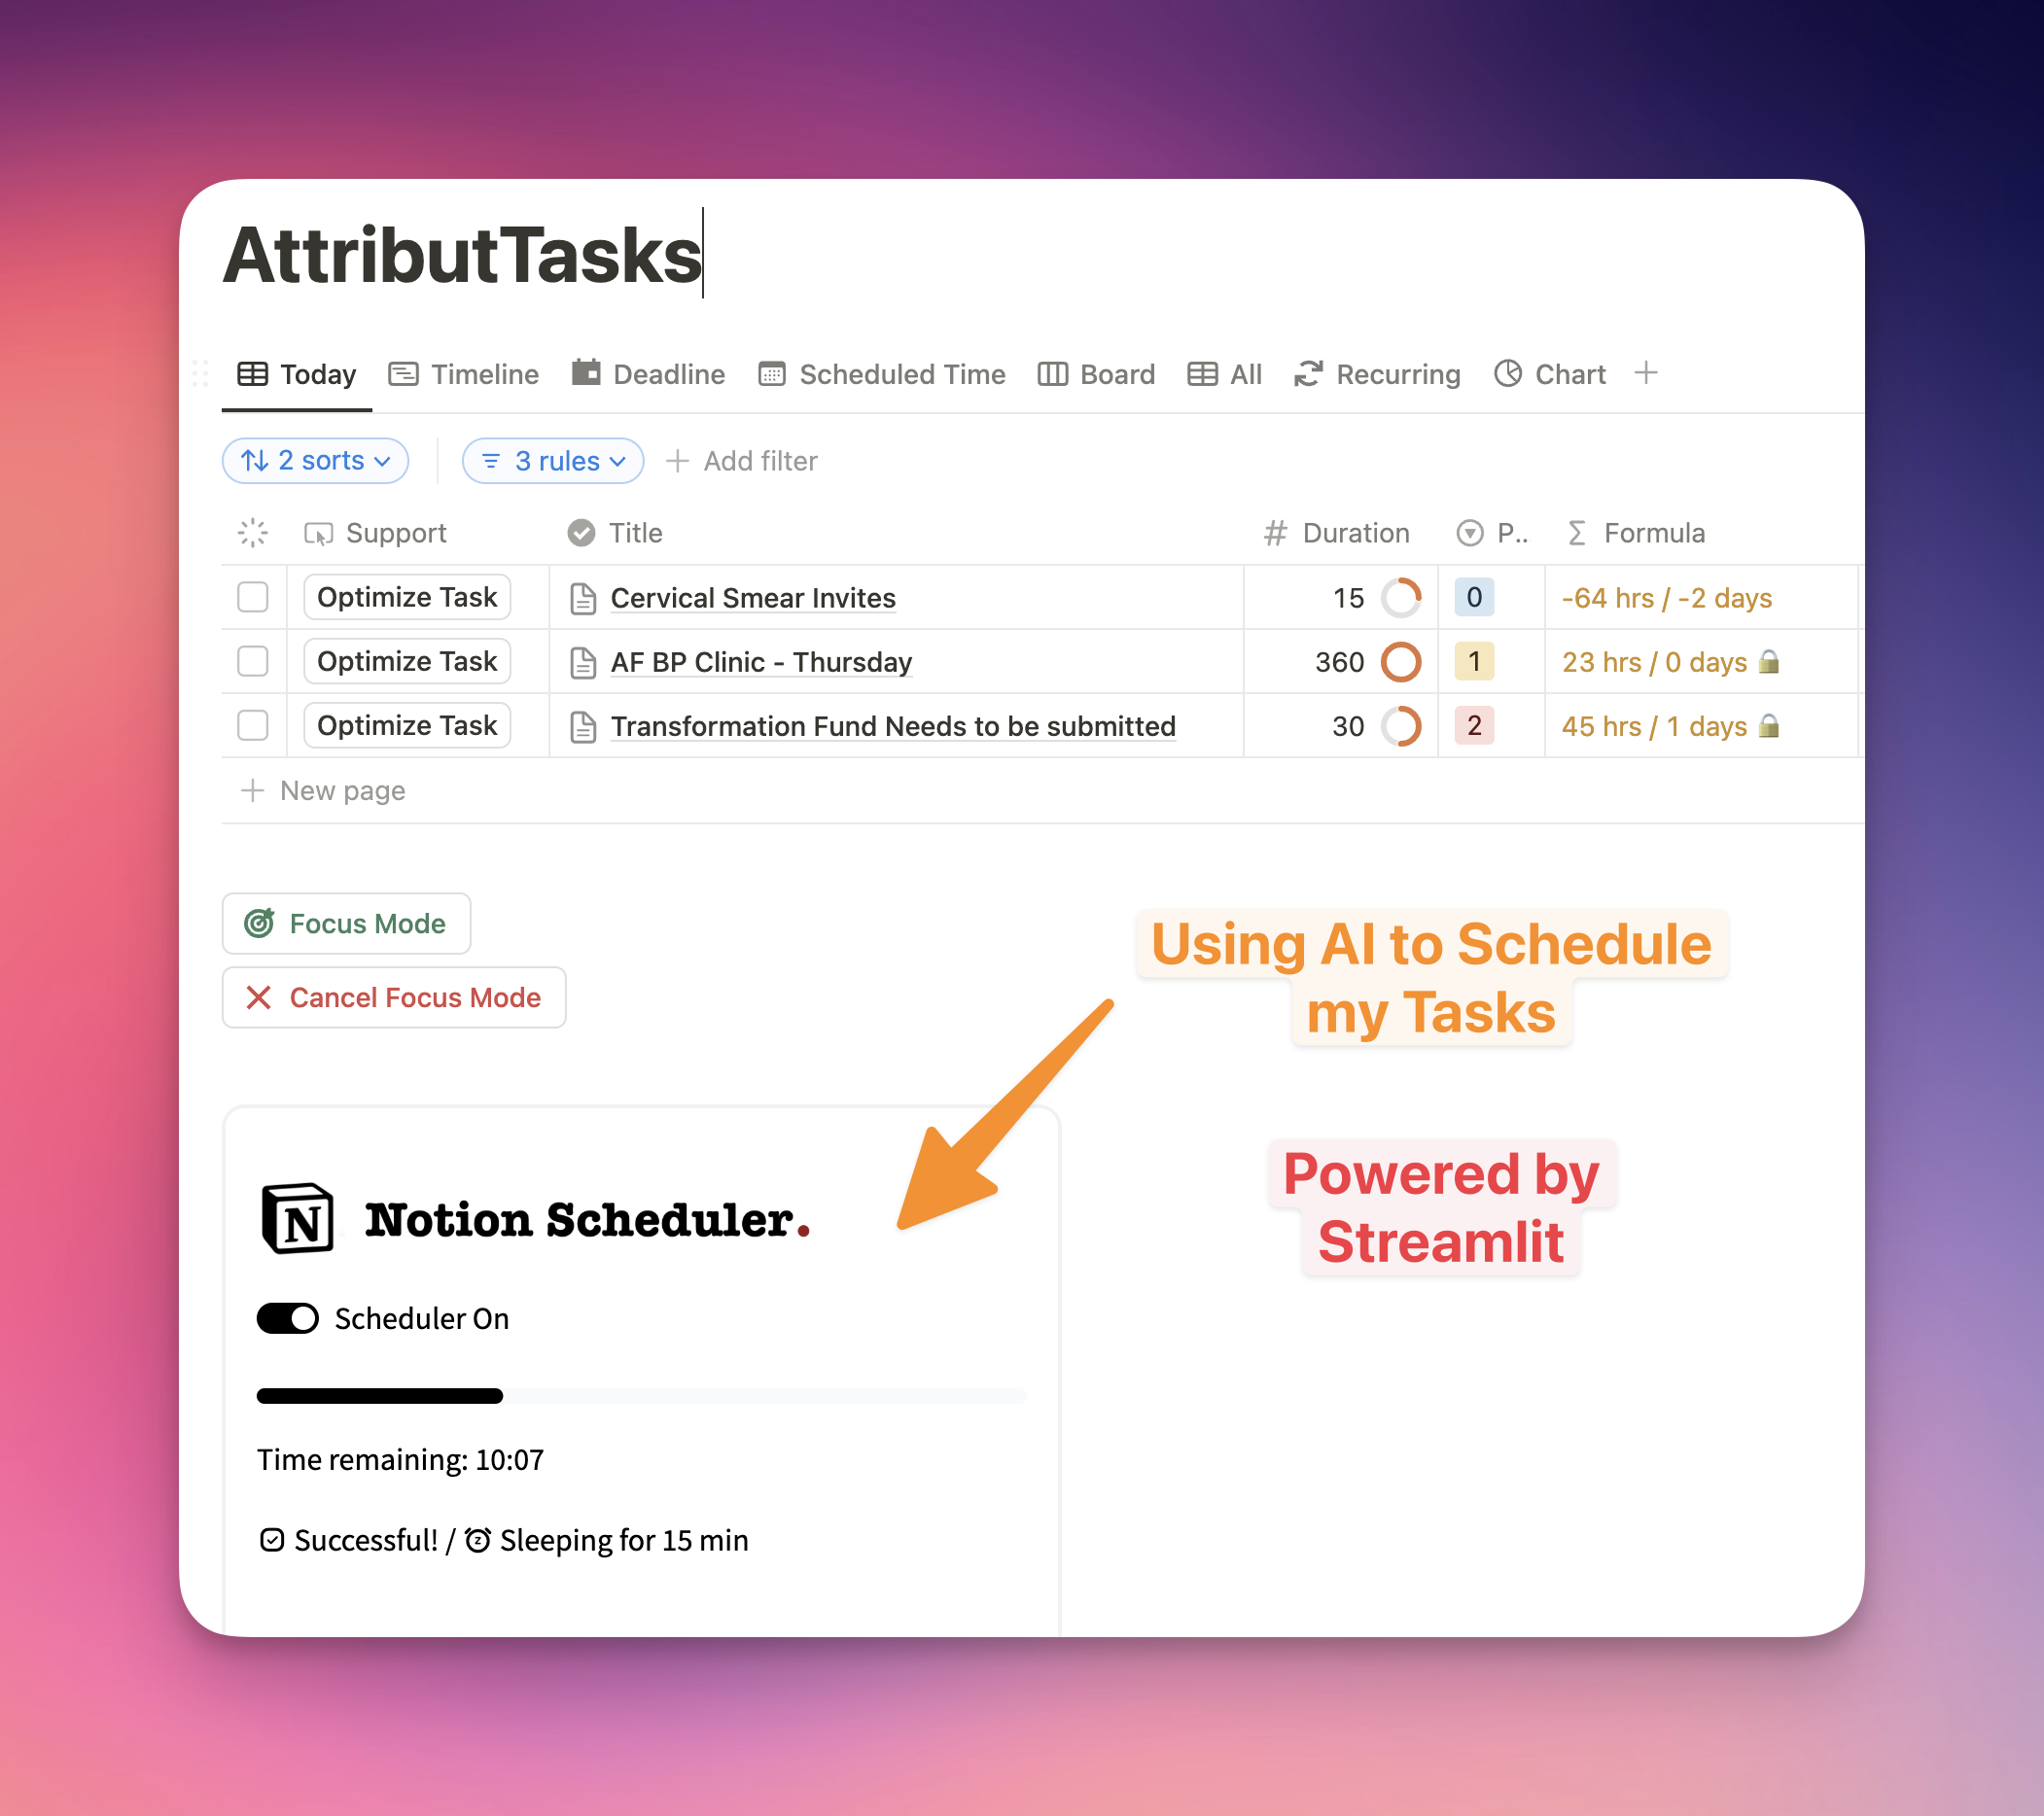 AttributTasks
Today Timeline Deadline Scheduled Time Board All Recurring Chart
2 sorts 3 rules Add filter
Support Title # Duration P.. Σ Formula
Optimize Task Cervical Smear Invites 15 0 -64 hrs / -2 days
Optimize Task AF BP Clinic - Thursday 360 1 23 hrs / 0 days
Optimize Task Transformation Fund Needs to be submitted 30 2 45 hrs / 1 days
New page
Focus Mode
Cancel Focus Mode
Using AI to Schedule
my Tasks
Powered by
Streamlit
N Notion Scheduler.
Scheduler On
Time remaining: 10:07
Successful! / Sleeping for 15 min